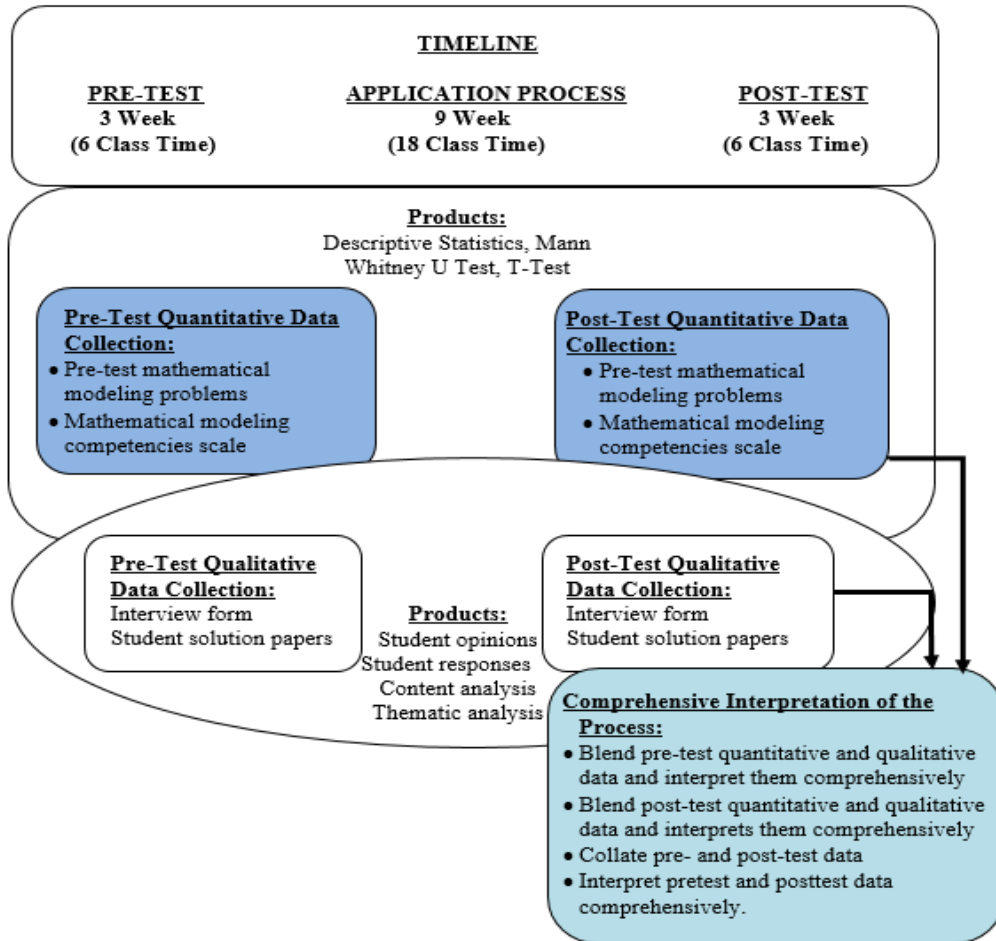 TIMELINE
PRE-TEST
3 Week
(6 Class Time)
APPLICATION PROCESS
9 Week
(18 Class Time)
POST-TEST
3 Week
(6 Class Time)
Products:
Descriptive Statistics, Mann
Whitney U Test, T-Test
Pre-Test Quantitative Data
Collection:
• Pre-test mathematical
modeling problems
• Mathematical modeling
competencies scale
Post-Test Quantitative Data
Collection:
• Pre-test mathematical
modeling problems
• Mathematical modeling
competencies scale
Pre-Test Qualitative
Data Collection:
Interview form
Student solution papers
Products:
Student opinions
Student responses
Content analysis
Thematic analysis
Post-Test Qualitative
Data Collection:
Interview form
Student solution papers
Comprehensive Interpretation of the
Process:
• Blend pre-test quantitative and qualitative
data and interpret them comprehensively
• Blend post-test quantitative and qualitative
data and interprets them comprehensively
• Collate pre- and post-test data
• Interpret pretest and posttest data
comprehensively.